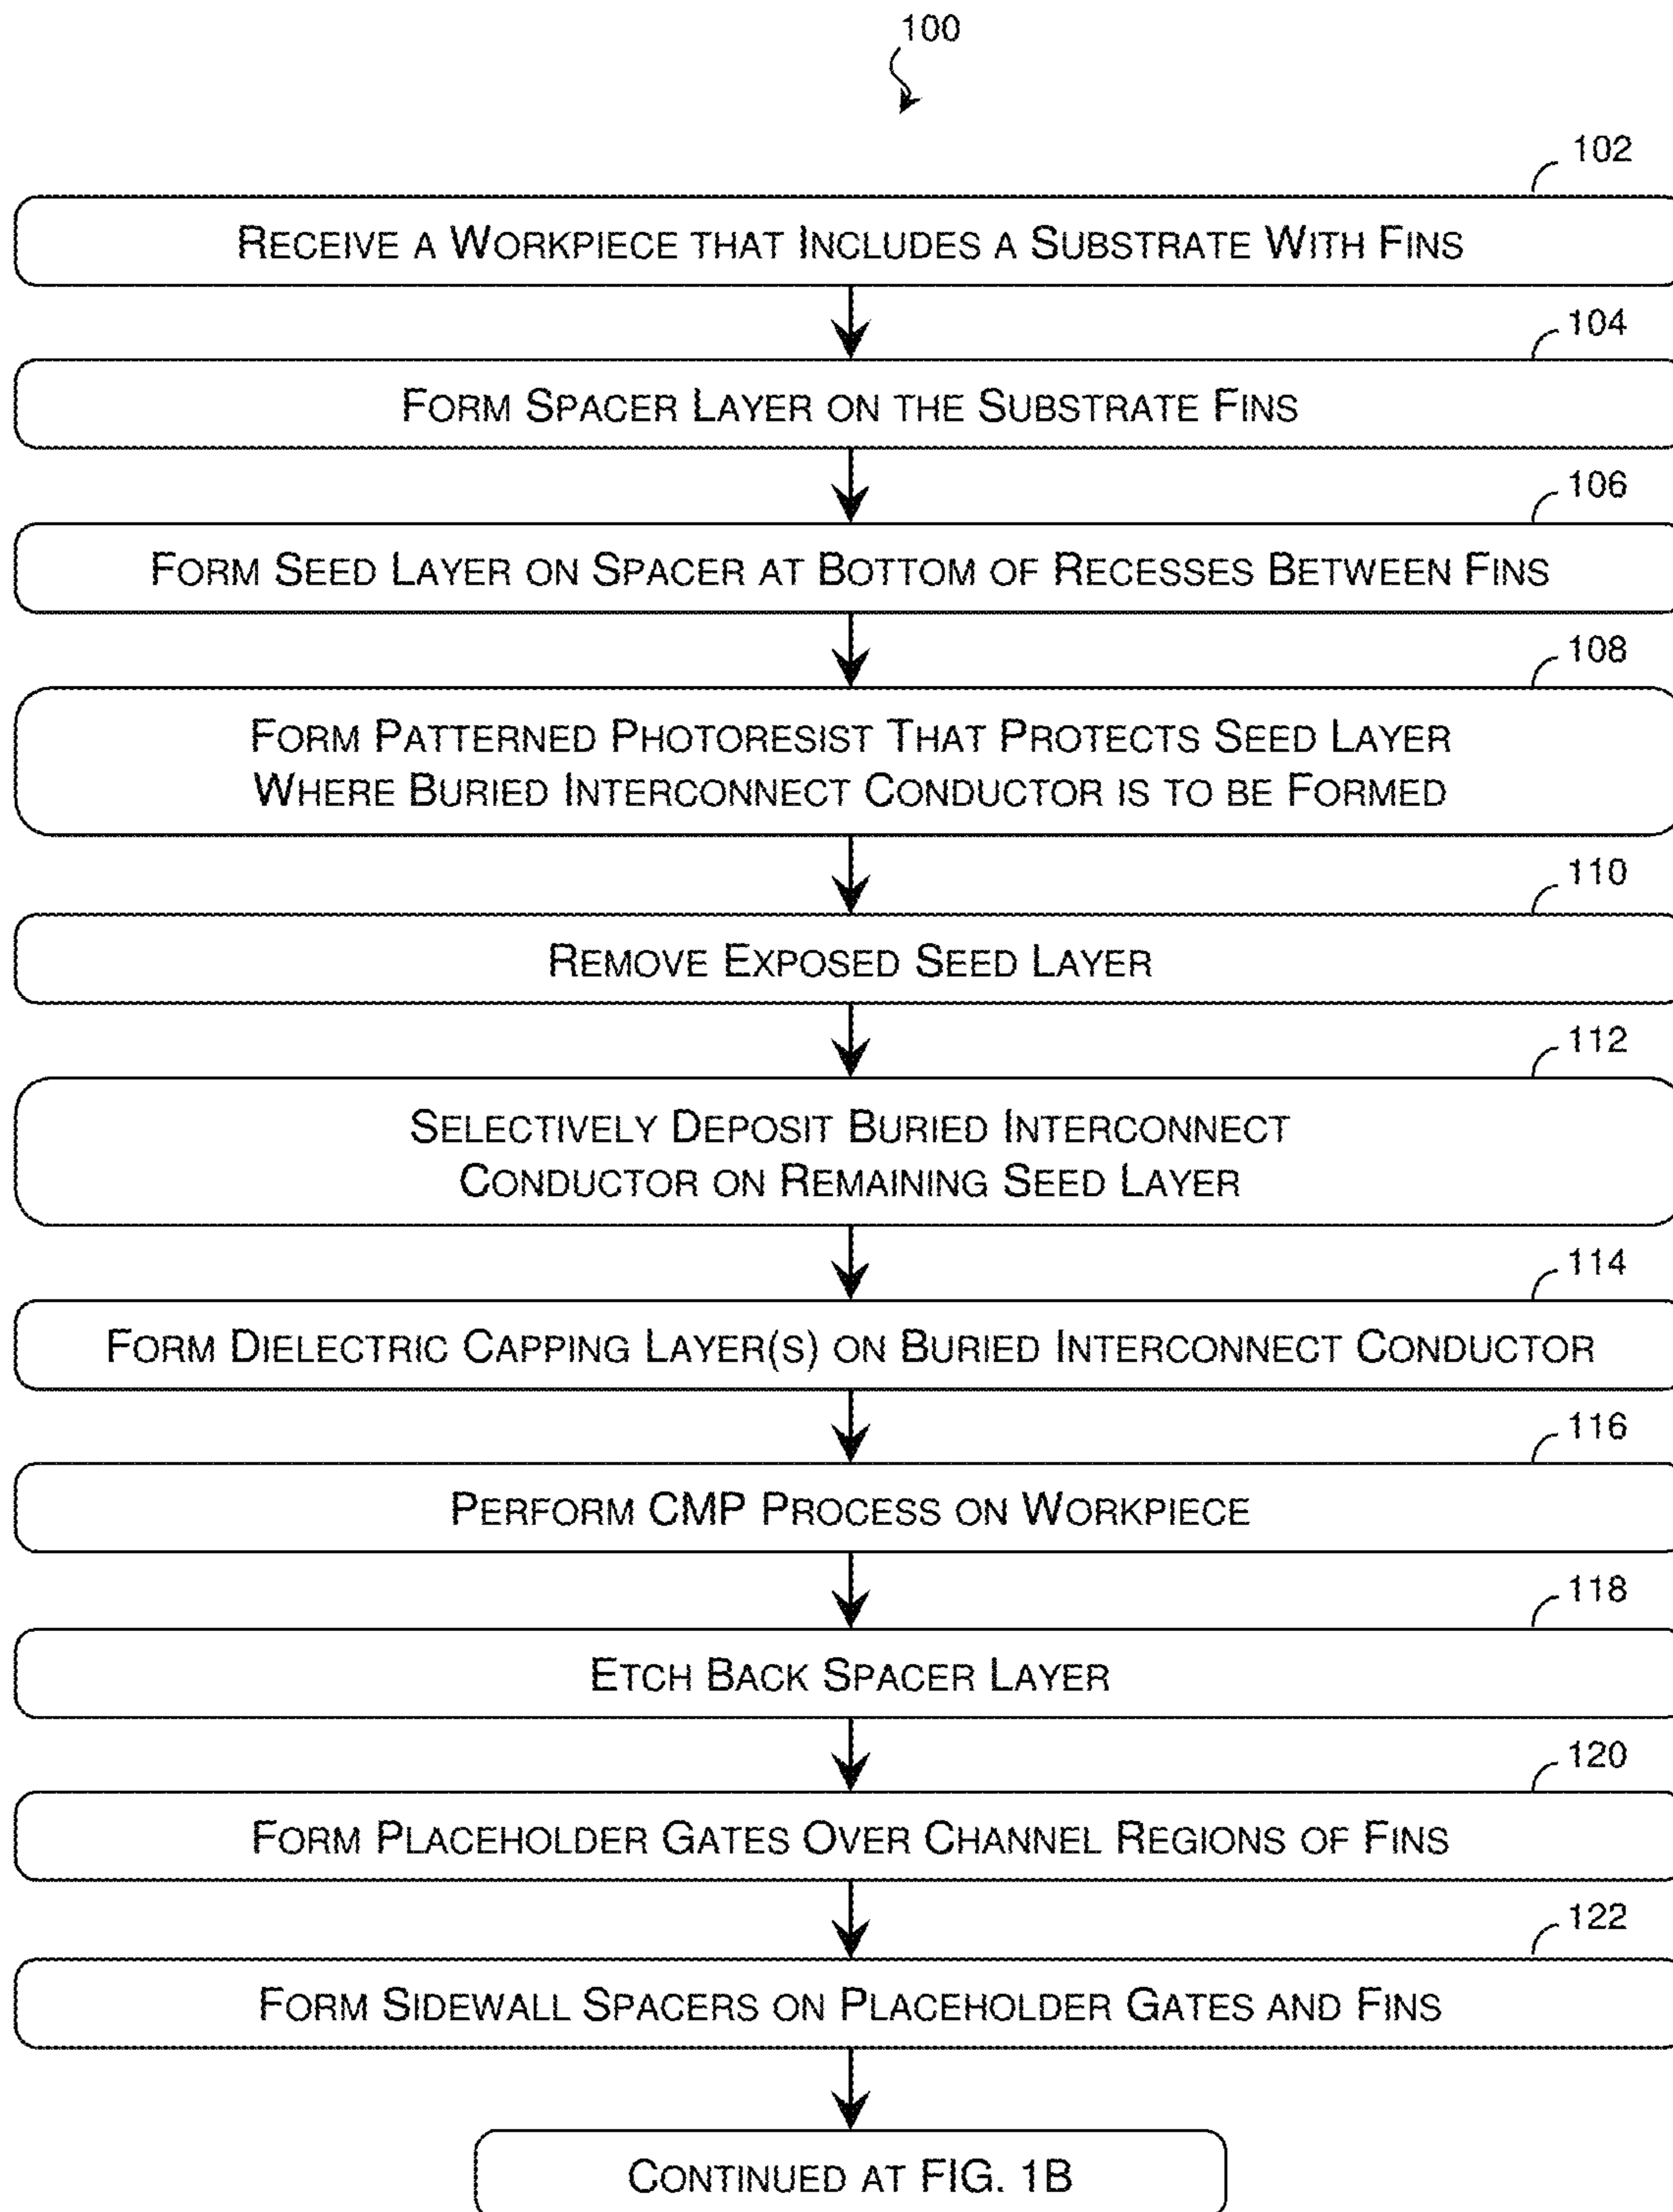 100
102
RECEIVE A WORKPIECE THAT INCLUDES A SUBSTRATE WITH FINS
104
FORM SPACER LAYER ON THE SUBSTRATE FINS
106
FORM SEED LAYER ON SPACER AT BOTTOM OF RECESSES BETWEEN FINS
108
FORM PATTERNED PHOTORESIST THAT PROTECTS SEED LAYER
WHERE BURIED INTERCONNECT CONDUCTOR IS TO BE FORMED
110
REMOVE EXPOSED SEED LAYER
112
SELECTIVELY DEPOSIT BURIED INTERCONNECT
CONDUCTOR ON REMAINING SEED LAYER
114
FORM DIELECTRIC CAPPING LAYER(S) ON BURIED INTERCONNECT CONDUCTOR
116
PERFORM CMP PROCESS ON WORKPIECE
118
ETCH BACK SPACER LAYER
120
FORM PLACEHOLDER GATES OVER CHANNEL REGIONS OF FINS
122
FORM SIDEWALL SPACERS ON PLACEHOLDER GATES AND FINS
CONTINUED AT FIG. 1B